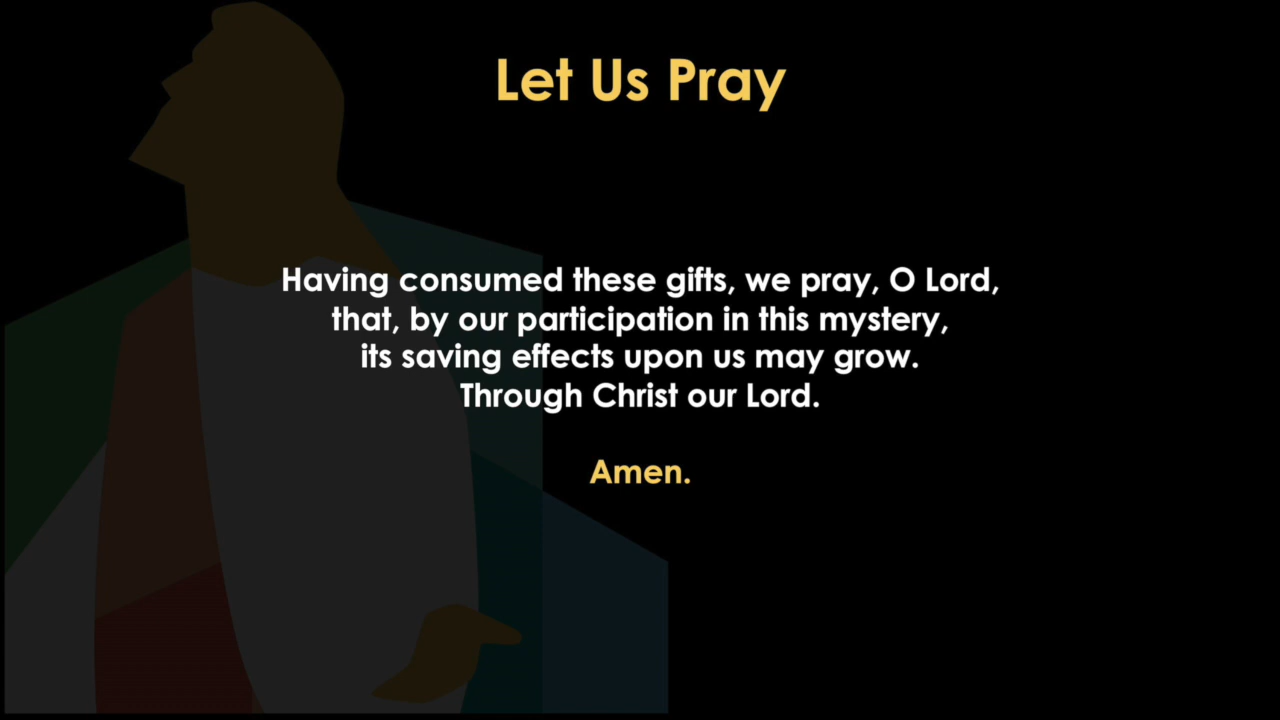 Let Us Pray
Having consumed these gifts, we pray, O Lord,
that, by our participation in this mystery,
its saving effects upon us may grow.
Through Christ our Lord.
Amen.